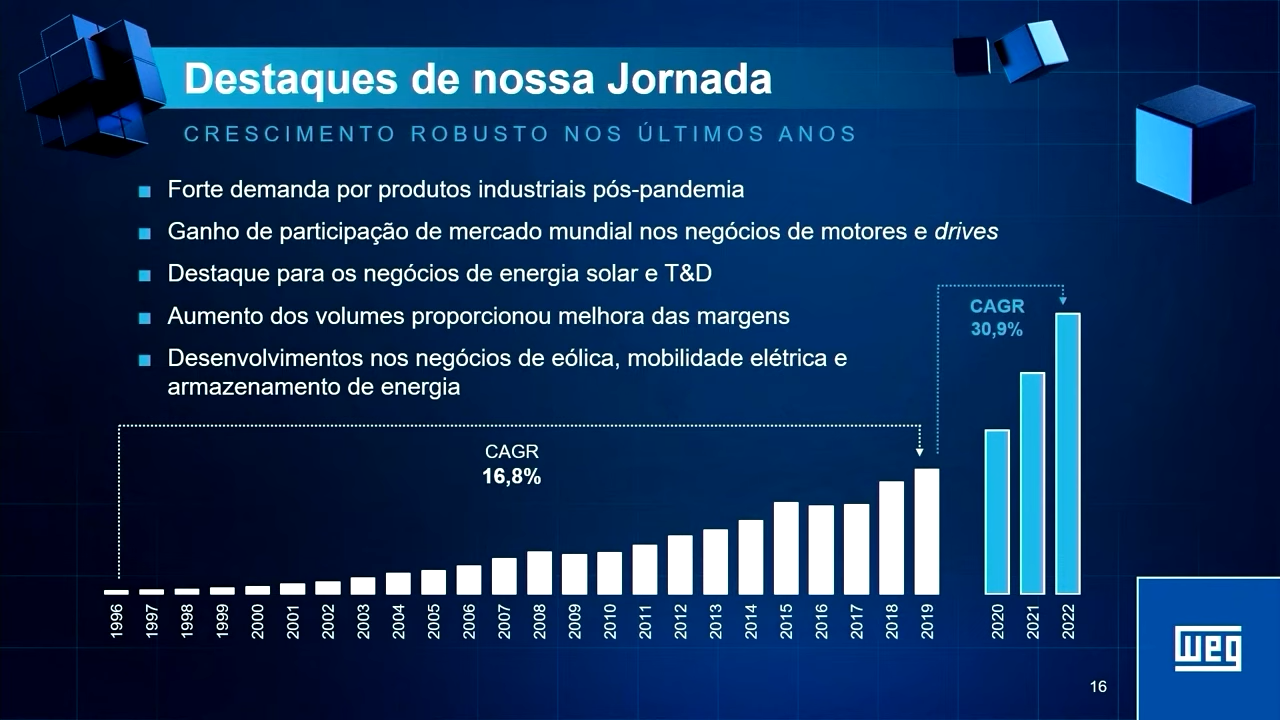 Destaques de nossa Jornada
CRESCIMENTO ROBUSTO NOS ÚLTIMOS ANOS
Forte demanda por produtos industriais pós-pandemia
Ganho de participação de mercado mundial nos negócios de motores e drives
Destaque para os negócios de energia solar e T&D
Aumento dos volumes proporcionou melhora das margens
Desenvolvimentos nos negócios de eólica, mobilidade elétrica e
armazenamento de energia
CAGR
30,9%
CAGR
16,8%
1996 1997 1998 1999 2000 2001 2002 2003 2004 2005 2006 2007 2008 2009 2010 2011 2012 2013 2014 2015 2016 2017 2018 2019 2020 2021 2022
weg
16